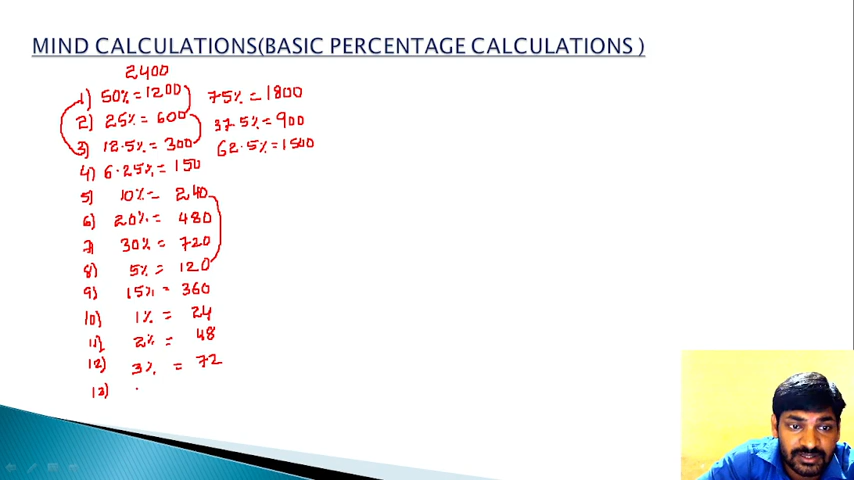 MIND CALCULATIONS(BASIC PERCENTAGE CALCULATIONS )
2400
1) 50% = 1200 75% = 1800
2) 25% = 600 37.5% = 900
3) 12.5% = 300 62.5% = 1500
4) 6.25% = 150
5) 10% = 240
6) 20% = 480
7) 30% = 720
8) 5% = 120
9) 15% = 360
10) 1% = 24
11) 2% = 48
12) 3% = 72
13)